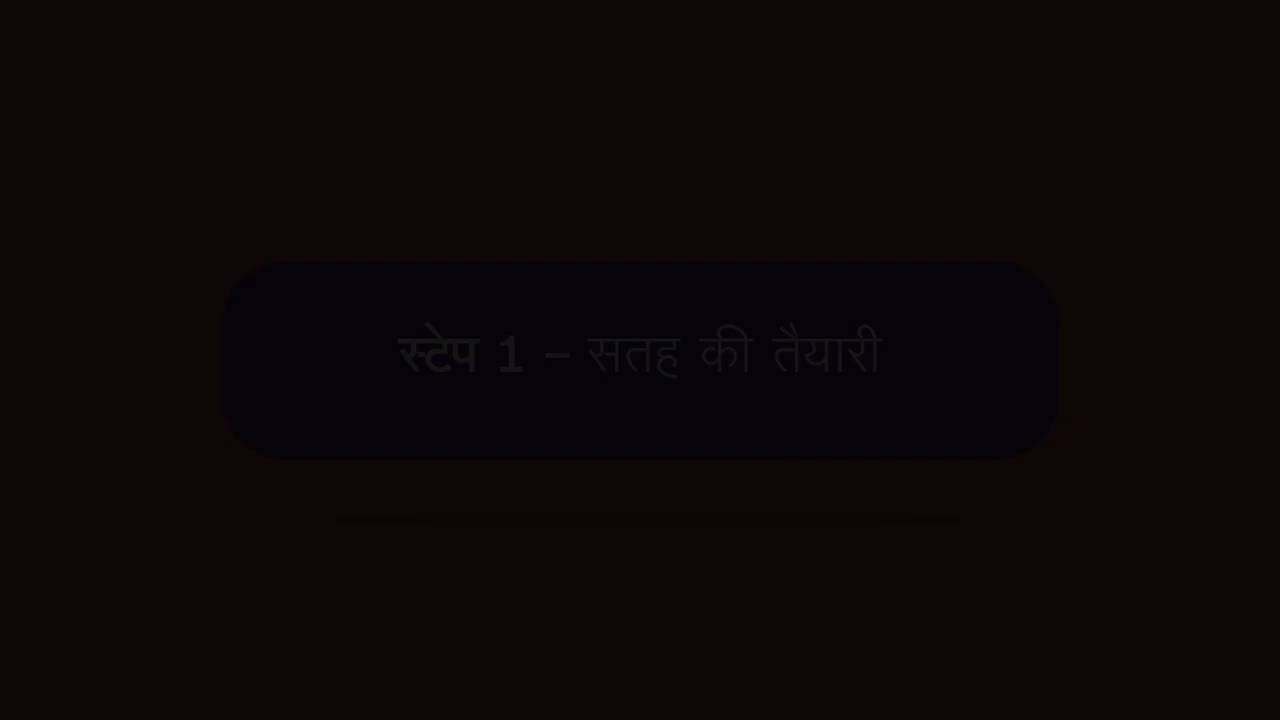 स्टेप 1 – सतह की तैयारी